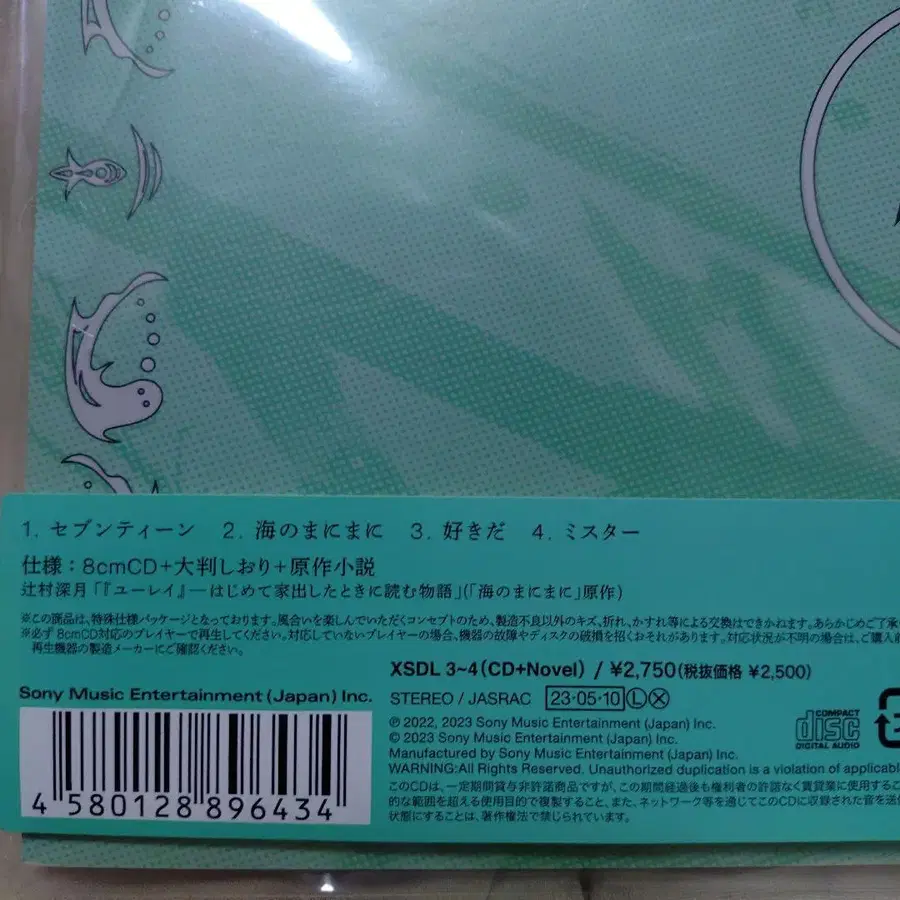 1. セブンティーン 2. 海のまにまに 3. 好きだ 4. ミスター
仕様：8cmCD+大判しおり+原作小説
辻村深月「『ユーレイ』―はじめて家出したときに読む物語」(「海のまにまに」原作)
※この商品は、特殊仕様パッケージとなっております。風合いを楽しんでいただくコンセプトのため、製造不良以外のキズ、折れ、かすれ等による交換はできかねます。あらかじめご了承
※必ず8cmCD対応のプレイヤーで再生してください。対応していないプレイヤーの場合、機器の故障やディスクの破損を招くおそれがあります。対応状況が不明の場合は、ご購入前
再生機器の製造メーカーにご確認ください。
XSDL 3~4(CD+Novel) / ¥2,750(税抜価格 ¥2,500)
Sony Music Entertainment (Japan) Inc.
STEREO / JASRAC 23・05・10 Ⓛ Ⓧ
℗ 2022, 2023 Sony Music Entertainment (Japan) Inc.
© 2023 Sony Music Entertainment (Japan) Inc.
Manufactured by Sony Music Entertainment (Japan) Inc.
WARNING:All Rights Reserved. Unauthorized duplication is a violation of applicabl
COMPACT
disc
DIGITAL AUDIO
このCDは、一定期間貸与非許諾商品ですが、この期間経過後も権利者の許諾なく賃貸業に使用するこ
的な範囲を超える使用目的で複製すること、また、ネットワーク等を通じてこのCDに収録された音を送信
状態にすることは、著作権法で禁じられています。
4 580128 896434